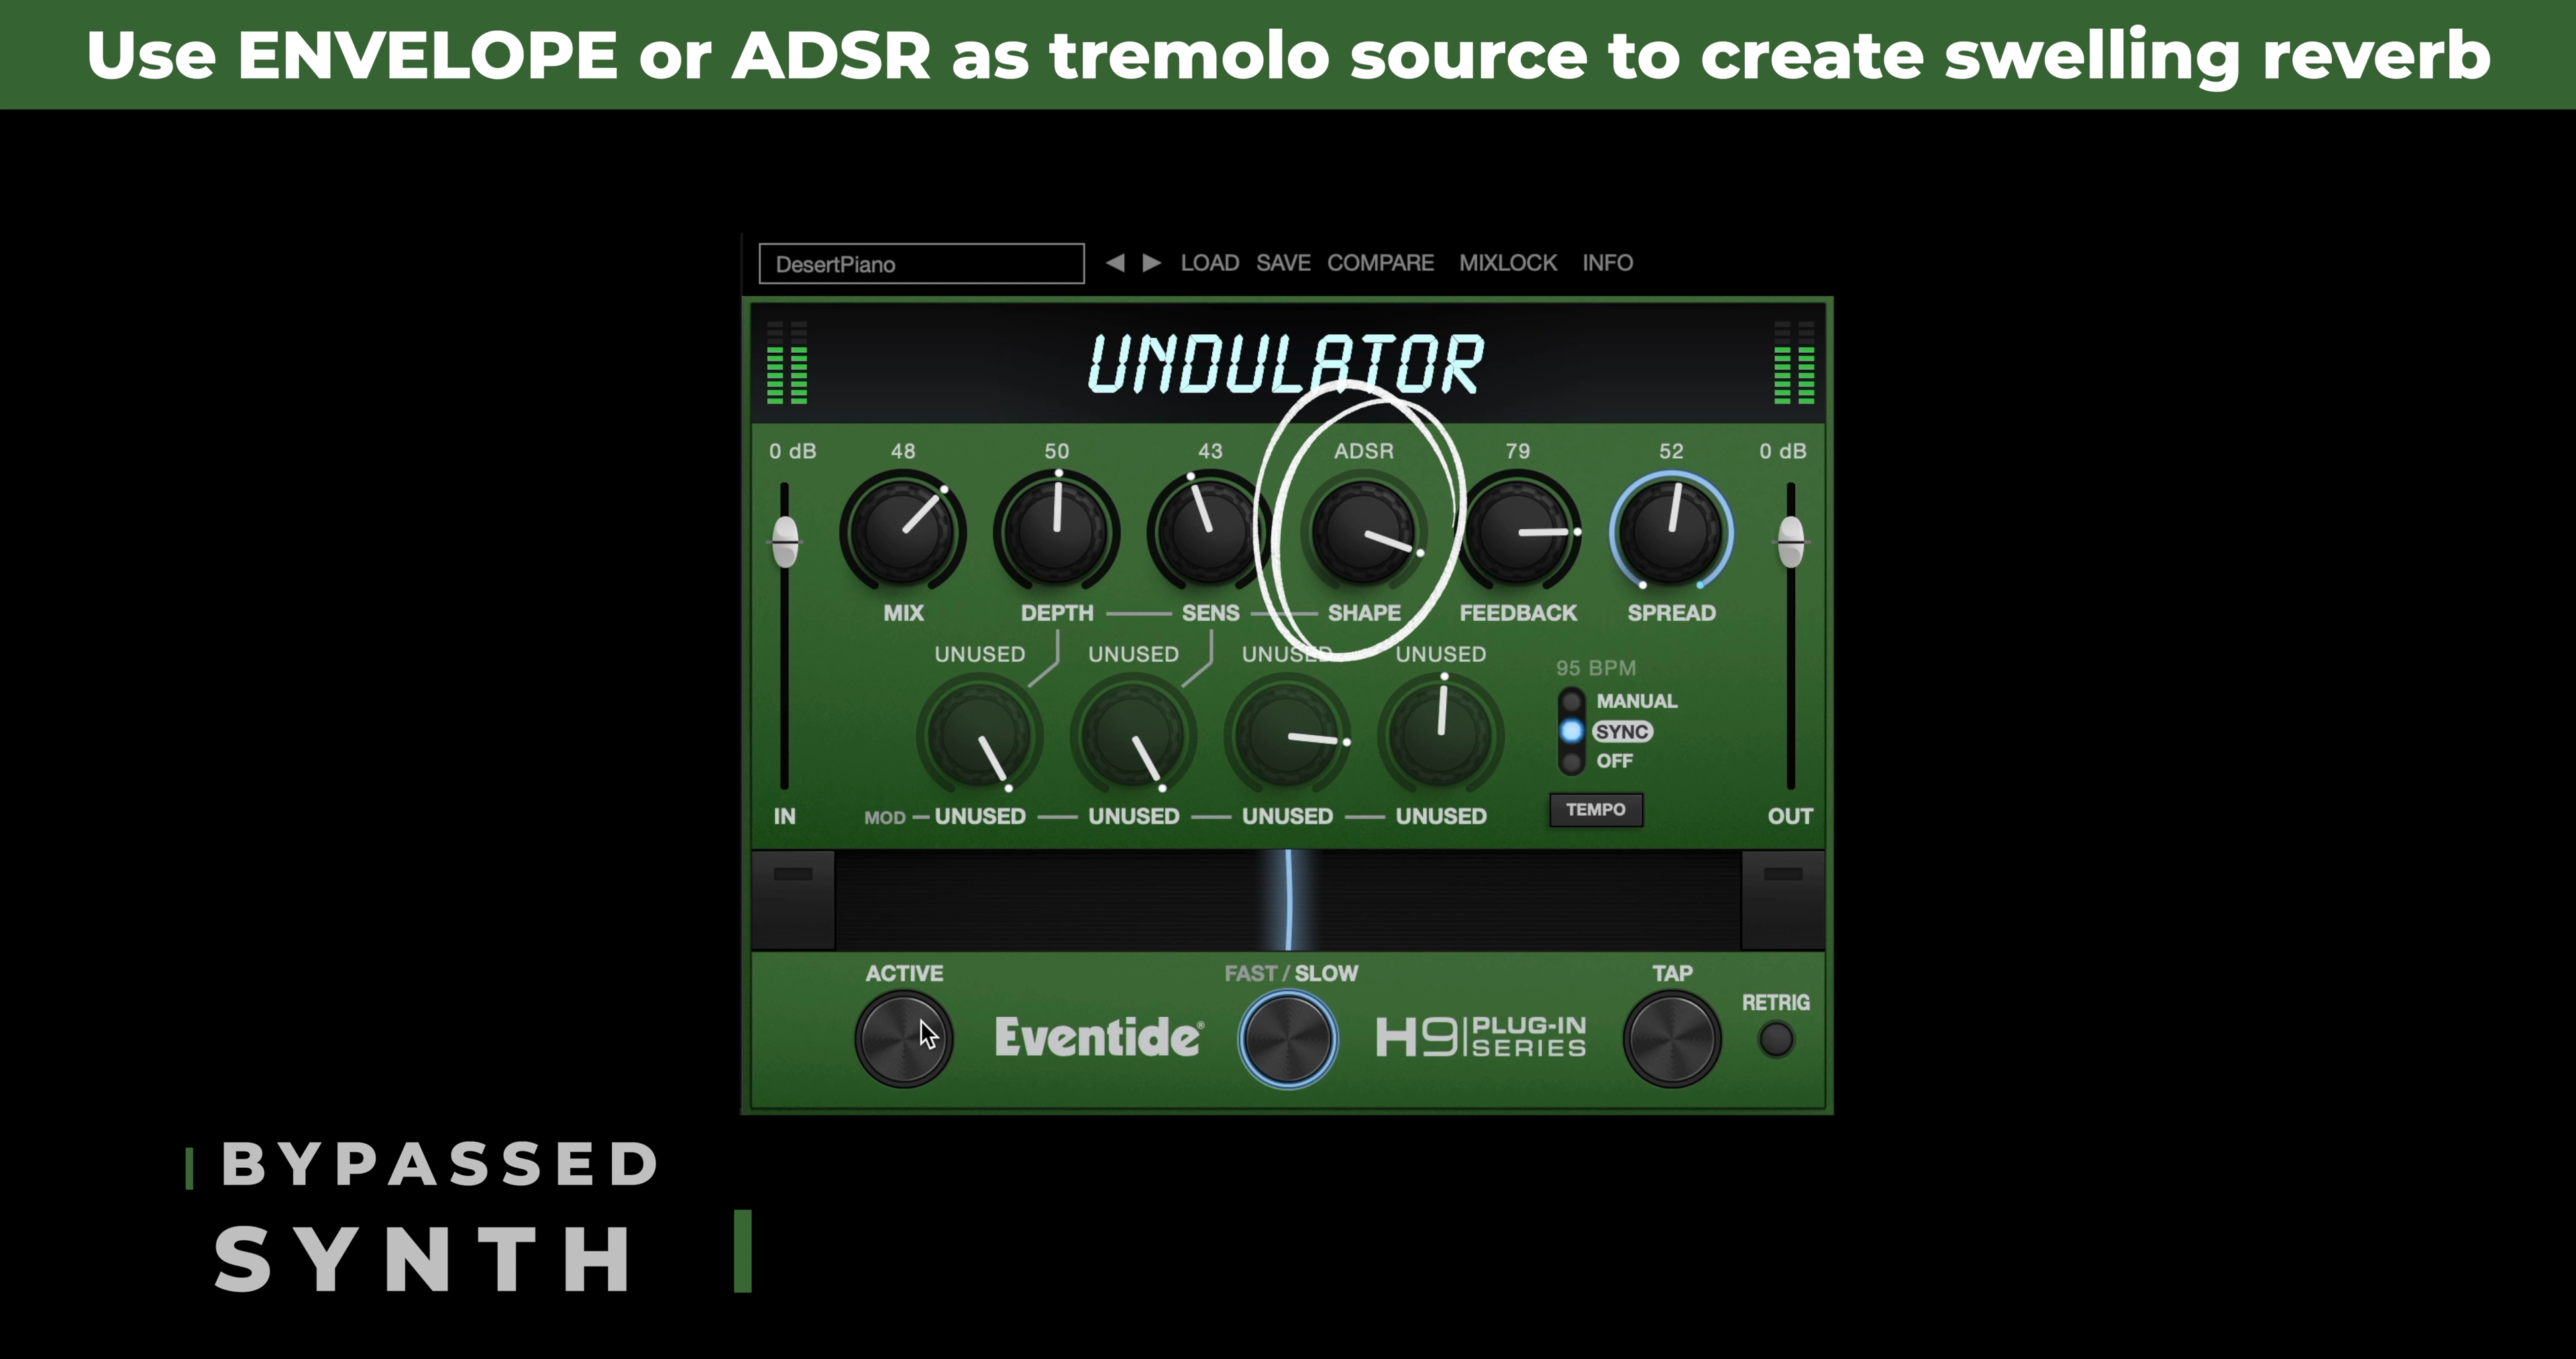 Use ENVELOPE or ADSR as tremolo source to create swelling reverb
DesertPiano
LOAD SAVE COMPARE MIXLOCK INFO
UNDULATOR
0 dB 48 50 43 ADSR 79 52 0 dB
MIX DEPTH SENS SHAPE FEEDBACK SPREAD
UNUSED UNUSED UNUSED UNUSED
95 BPM
MANUAL
SYNC
OFF
TEMPO
IN MOD UNUSED UNUSED UNUSED UNUSED OUT
ACTIVE FAST / SLOW TAP
RETRIG
Eventide® H9 PLUG-IN SERIES
BYPASSED
SYNTH